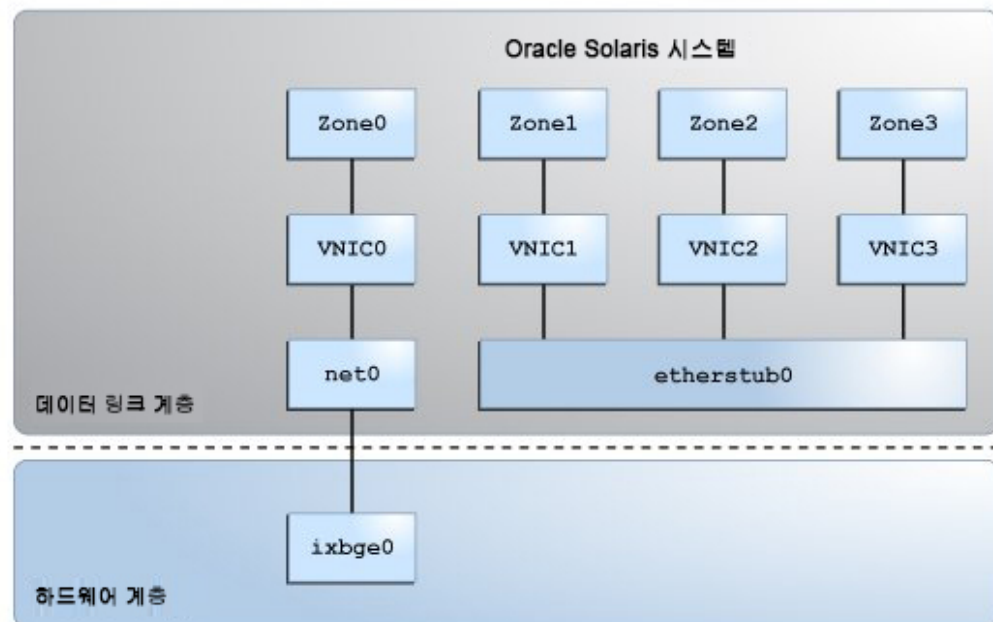 Oracle Solaris 시스템
Zone0
Zone1
Zone2
Zone3
VNIC0
VNIC1
VNIC2
VNIC3
net0
etherstub0
데이터 링크 계층
ixbge0
하드웨어 계층